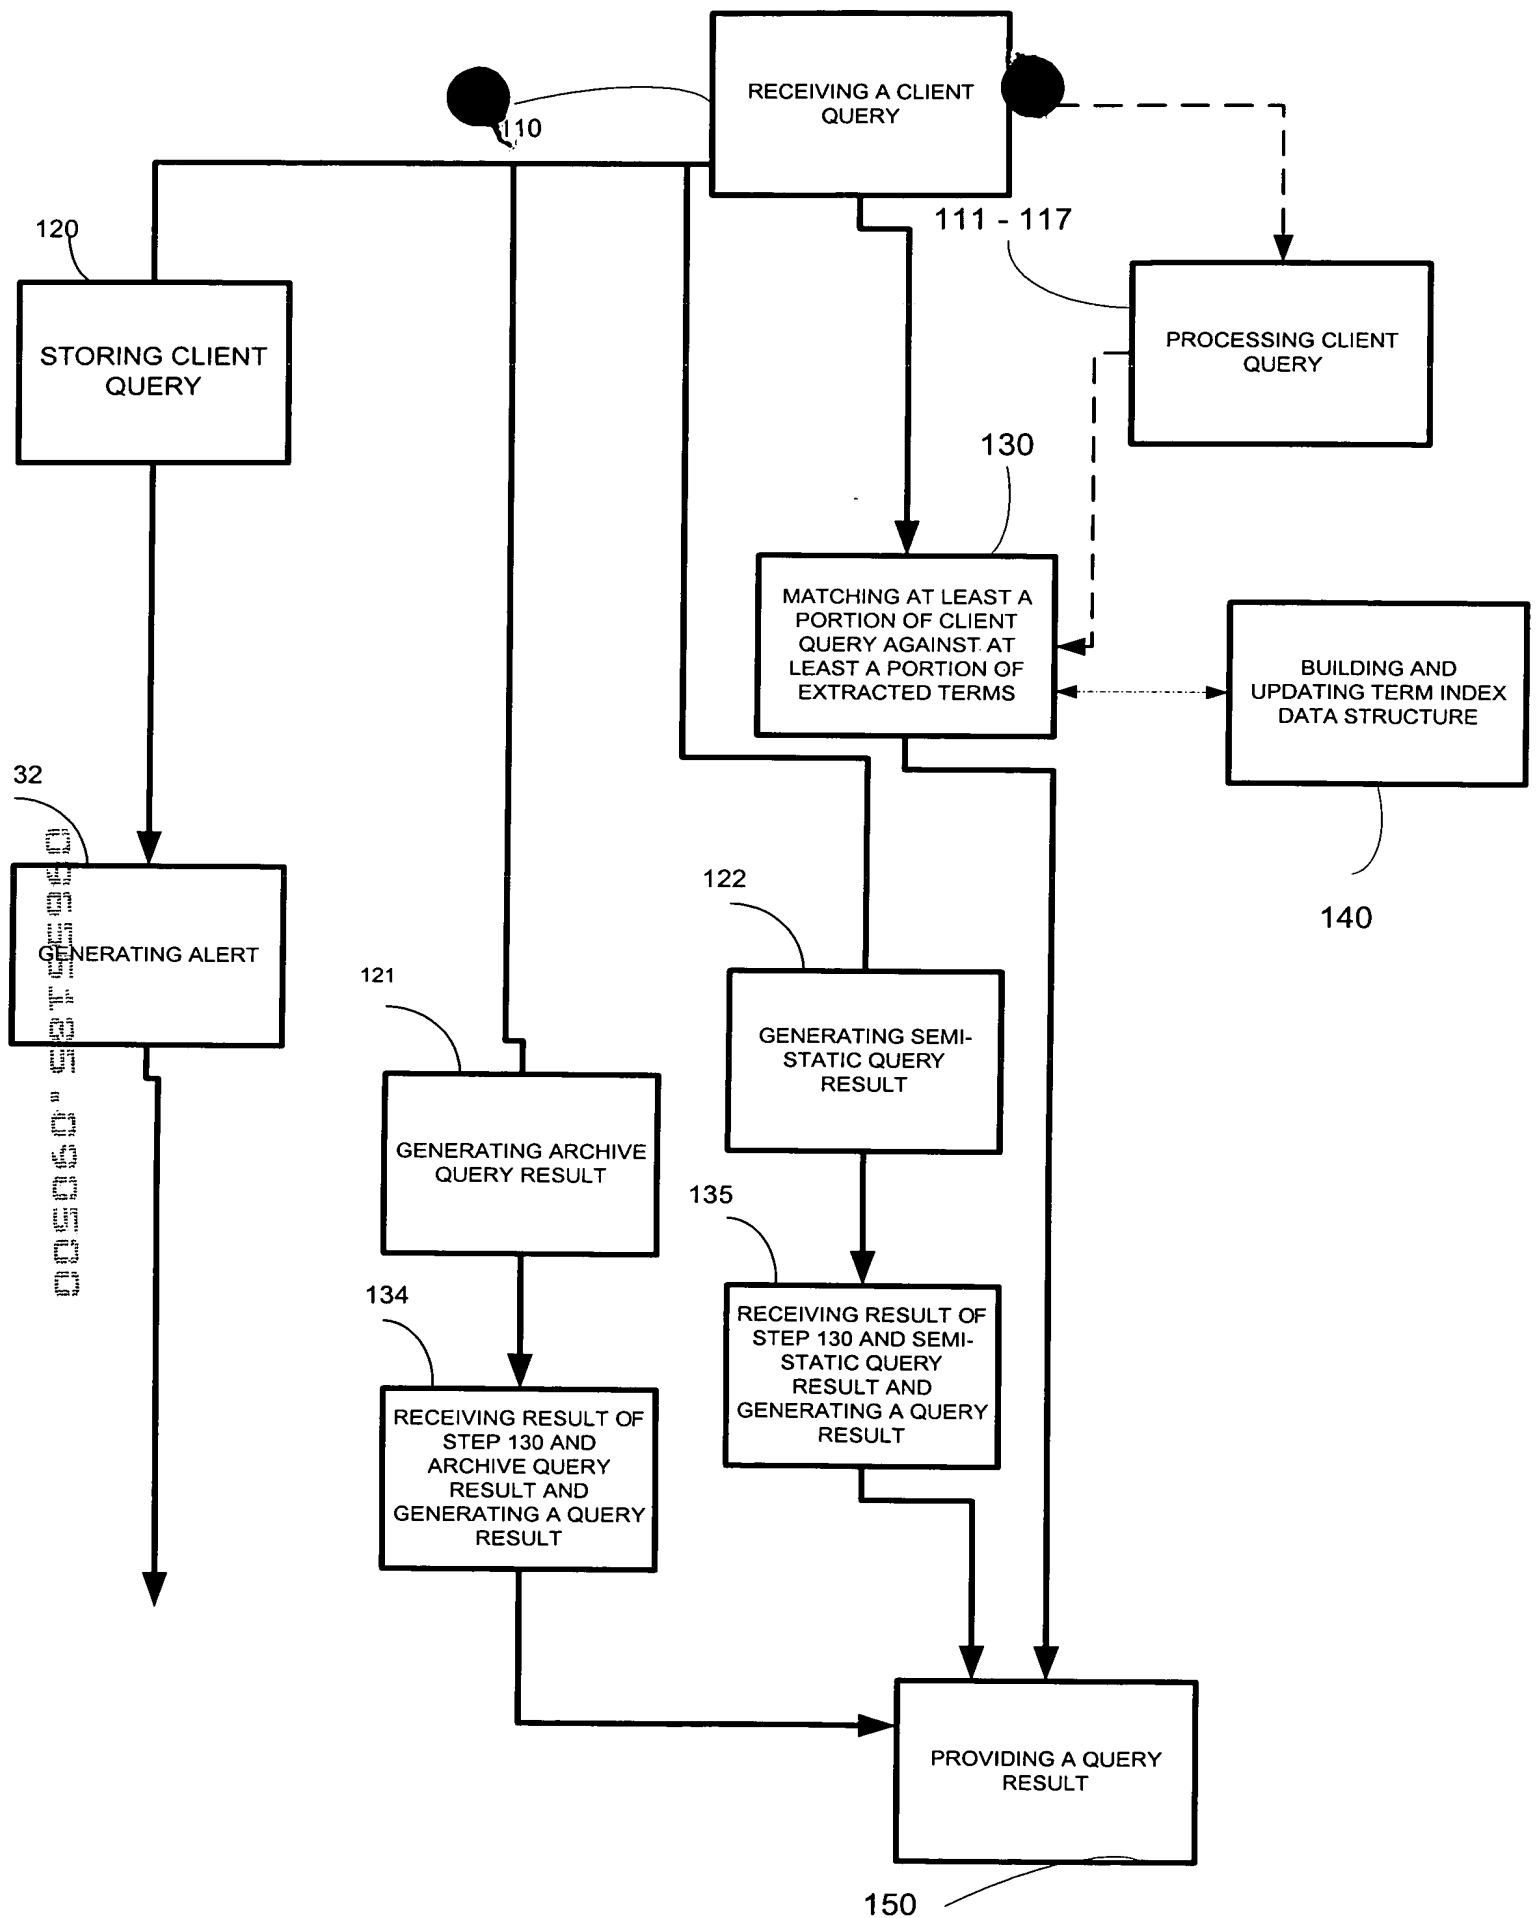 RECEIVING A CLIENT
QUERY
110
111 - 117
120
STORING CLIENT
QUERY
PROCESSING CLIENT
QUERY
130
MATCHING AT LEAST A
PORTION OF CLIENT
QUERY AGAINST AT
LEAST A PORTION OF
EXTRACTED TERMS
BUILDING AND
UPDATING TERM INDEX
DATA STRUCTURE
140
32
GENERATING ALERT
122
GENERATING SEMI-
STATIC QUERY
RESULT
121
GENERATING ARCHIVE
QUERY RESULT
135
RECEIVING RESULT OF
STEP 130 AND SEMI-
STATIC QUERY
RESULT AND
GENERATING A QUERY
RESULT
134
RECEIVING RESULT OF
STEP 130 AND
ARCHIVE QUERY
RESULT AND
GENERATING A QUERY
RESULT
PROVIDING A QUERY
RESULT
150